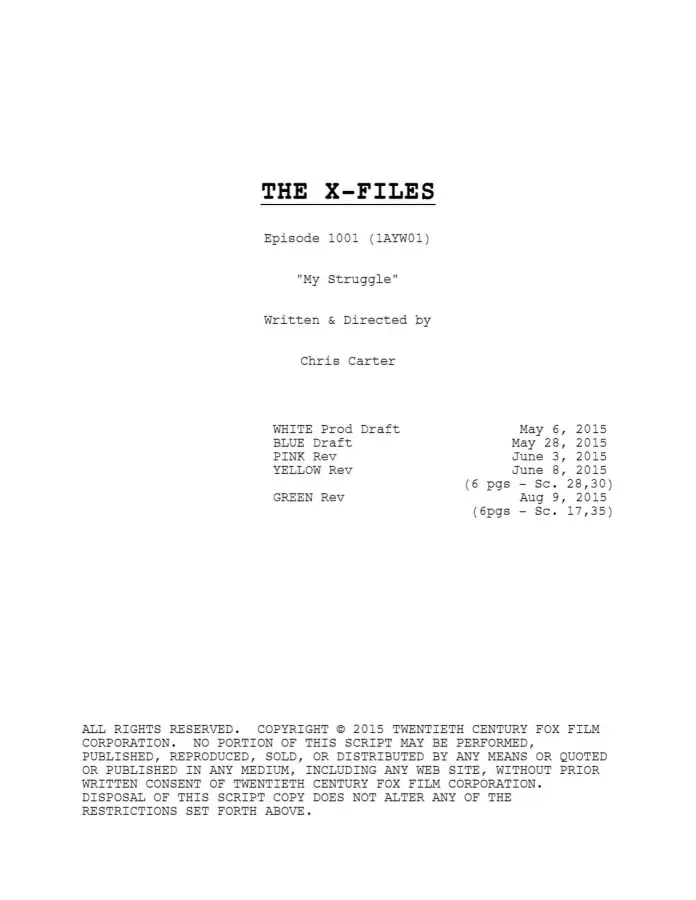 THE X-FILES
Episode 1001 (1AYW01)
"My Struggle"
Written & Directed by
Chris Carter
WHITE Prod Draft May 6, 2015
BLUE Draft May 28, 2015
PINK Rev June 3, 2015
YELLOW Rev June 8, 2015
(6 pgs - Sc. 28,30)
GREEN Rev Aug 9, 2015
(6pgs - Sc. 17,35)
ALL RIGHTS RESERVED. COPYRIGHT © 2015 TWENTIETH CENTURY FOX FILM
CORPORATION. NO PORTION OF THIS SCRIPT MAY BE PERFORMED,
PUBLISHED, REPRODUCED, SOLD, OR DISTRIBUTED BY ANY MEANS OR QUOTED
OR PUBLISHED IN ANY MEDIUM, INCLUDING ANY WEB SITE, WITHOUT PRIOR
WRITTEN CONSENT OF TWENTIETH CENTURY FOX FILM CORPORATION.
DISPOSAL OF THIS SCRIPT COPY DOES NOT ALTER ANY OF THE
RESTRICTIONS SET FORTH ABOVE.